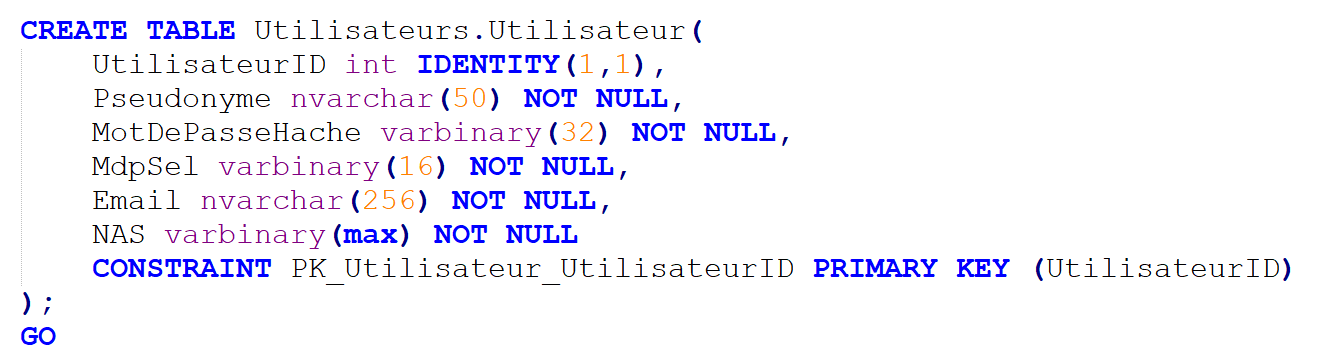 CREATE TABLE Utilisateurs.Utilisateur(
UtilisateurID int IDENTITY(1,1),
Pseudonyme nvarchar(50) NOT NULL,
MotDePasseHache varbinary(32) NOT NULL,
MdpSel varbinary(16) NOT NULL,
Email nvarchar(256) NOT NULL,
NAS varbinary(max) NOT NULL
CONSTRAINT PK_Utilisateur_UtilisateurID PRIMARY KEY (UtilisateurID)
);
GO